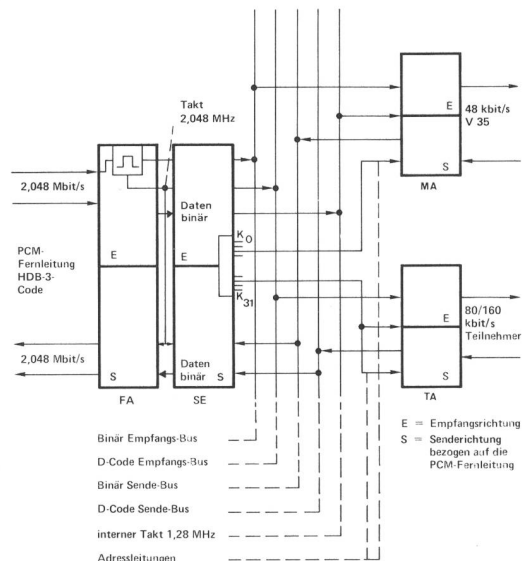 Takt
2,048 MHz
2,048 Mbit/s
PCM-
Fernleitung
HDB-3-
Code
2,048 Mbit/s
E
S
FA
Daten
binär
E
K0
K31
Daten
binär
S
SE
E
S
MA
48 kbit/s
V 35
E
S
TA
80/160
kbit/s
Teilnehmer
E = Empfangsrichtung
S = Senderichtung
bezogen auf die
PCM-Fernleitung
Binär Empfangs-Bus
D-Code Empfangs-Bus
Binär Sende-Bus
D-Code Sende-Bus
interner Takt 1,28 MHz
Adressleitungen